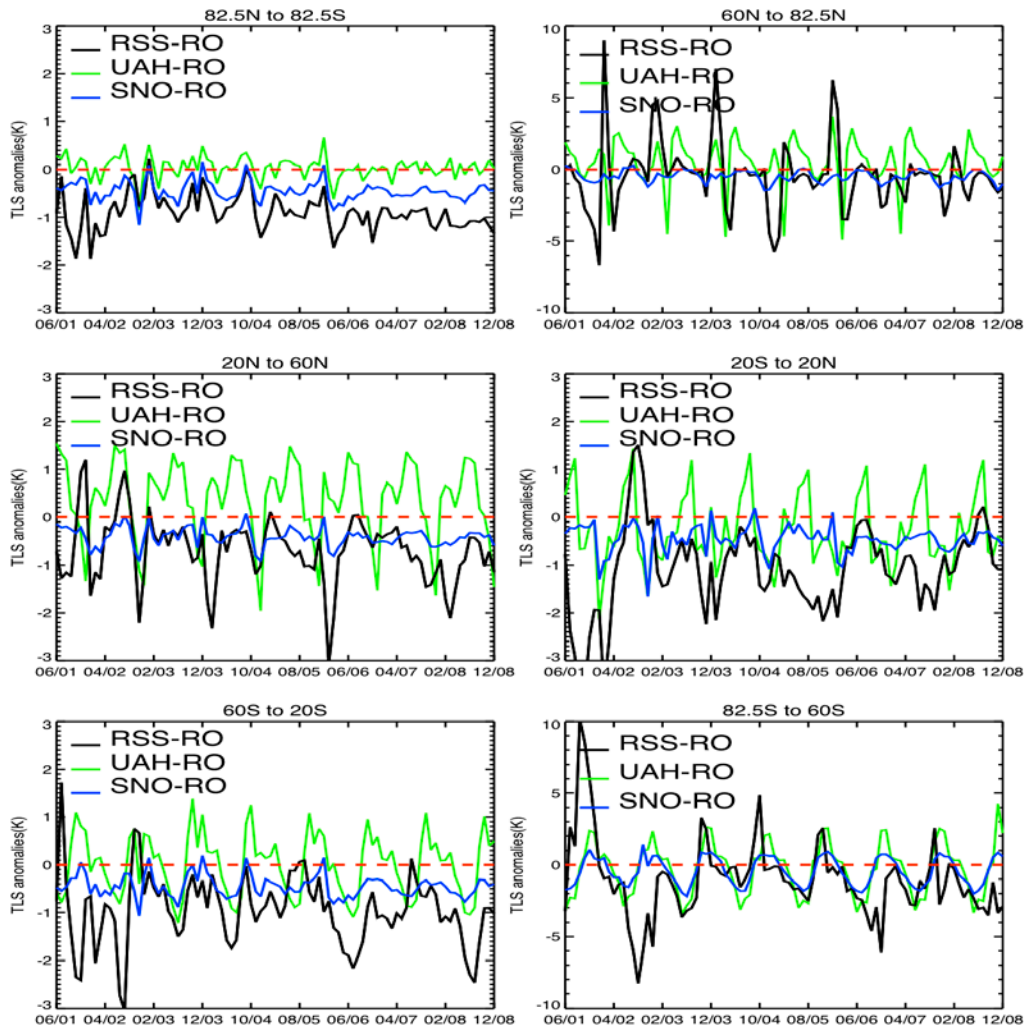 82.5N to 82.5S
RSS-RO
UAH-RO
SNO-RO
TLS anomalies(K)
3
2
1
0
-1
-2
-3
06/01 04/02 02/03 12/03 10/04 08/05 06/06 04/07 02/08 12/08
60N to 82.5N
RSS-RO
UAH-RO
SNO-RO
TLS anomalies(K)
10
5
0
-5
-10
06/01 04/02 02/03 12/03 10/04 08/05 06/06 04/07 02/08 12/08
20N to 60N
RSS-RO
UAH-RO
SNO-RO
TLS anomalies(K)
3
2
1
0
-1
-2
-3
06/01 04/02 02/03 12/03 10/04 08/05 06/06 04/07 02/08 12/08
20S to 20N
RSS-RO
UAH-RO
SNO-RO
TLS anomalies(K)
3
2
1
0
-1
-2
-3
06/01 04/02 02/03 12/03 10/04 08/05 06/06 04/07 02/08 12/08
60S to 20S
RSS-RO
UAH-RO
SNO-RO
TLS anomalies(K)
3
2
1
0
-1
-2
-3
06/01 04/02 02/03 12/03 10/04 08/05 06/06 04/07 02/08 12/08
82.5S to 60S
RSS-RO
UAH-RO
SNO-RO
TLS anomalies(K)
10
5
0
-5
-10
06/01 04/02 02/03 12/03 10/04 08/05 06/06 04/07 02/08 12/08